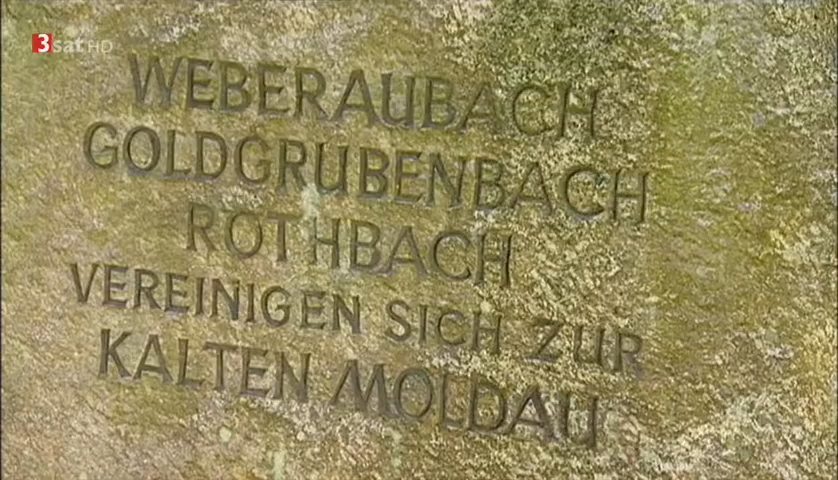 3sat HD
WEBERAUBACH
GOLDGRUBENBACH
ROTHBACH
VEREINIGEN SICH ZUR
KALTEN MOLDAU